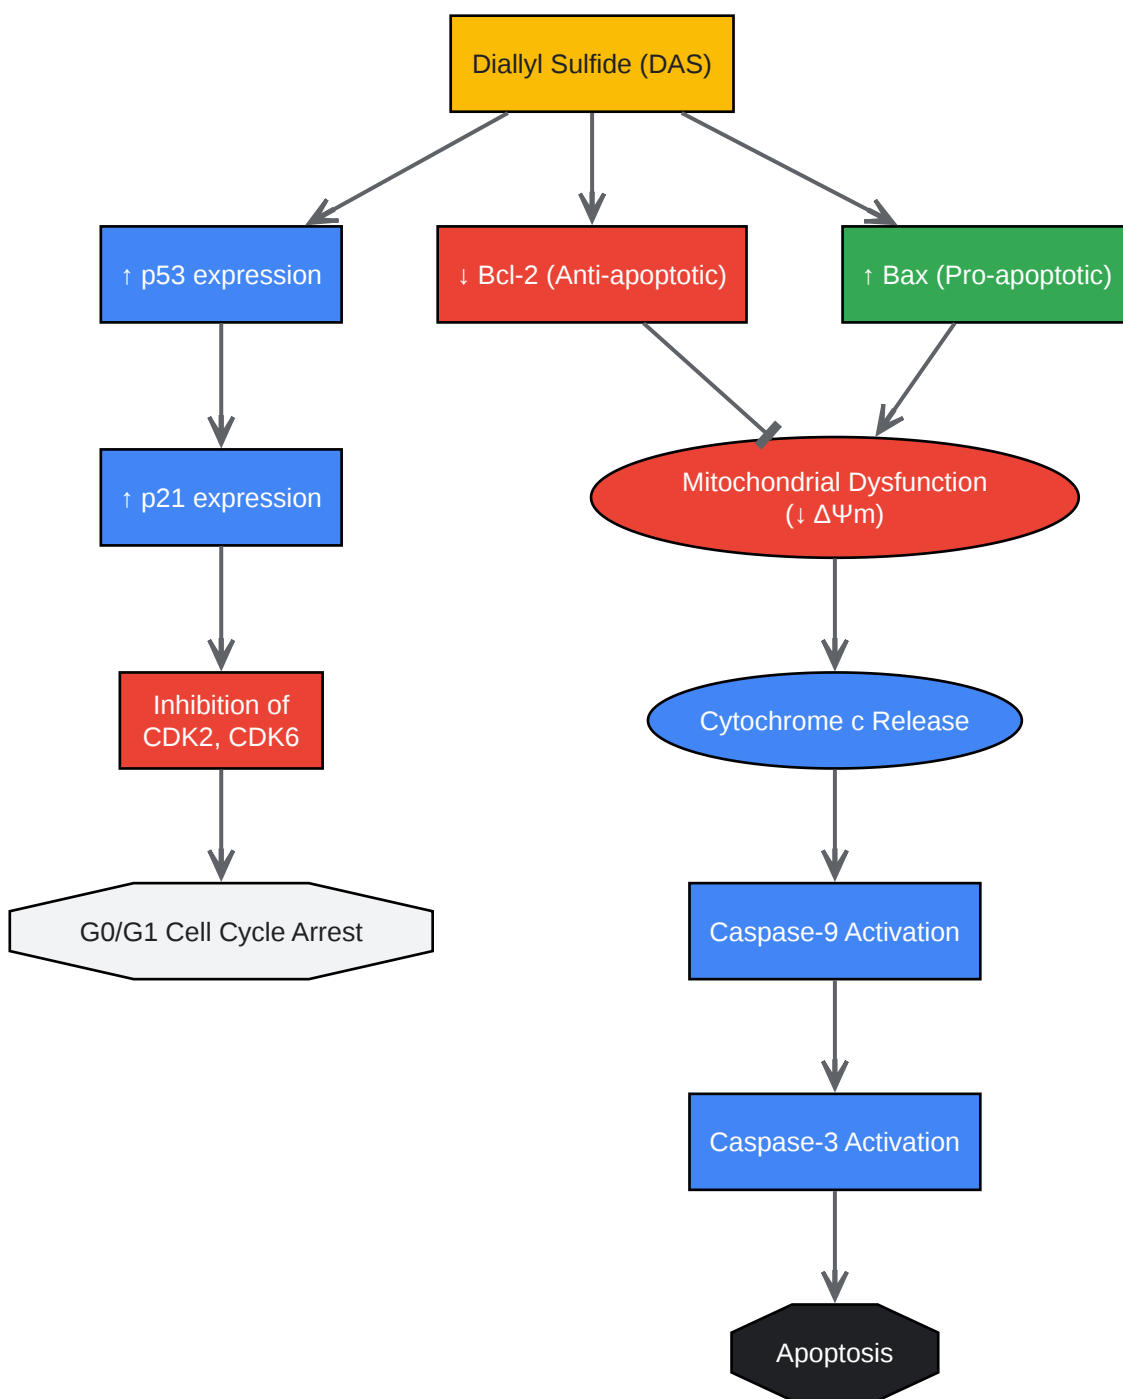 Diallyl Sulfide (DAS)
↑ p53 expression
↓ Bcl-2 (Anti-apoptotic)
↑ Bax (Pro-apoptotic)
↑ p21 expression
Mitochondrial Dysfunction
(↓ ΔΨm)
Inhibition of
CDK2, CDK6
Cytochrome c Release
G0/G1 Cell Cycle Arrest
Caspase-9 Activation
Caspase-3 Activation
Apoptosis